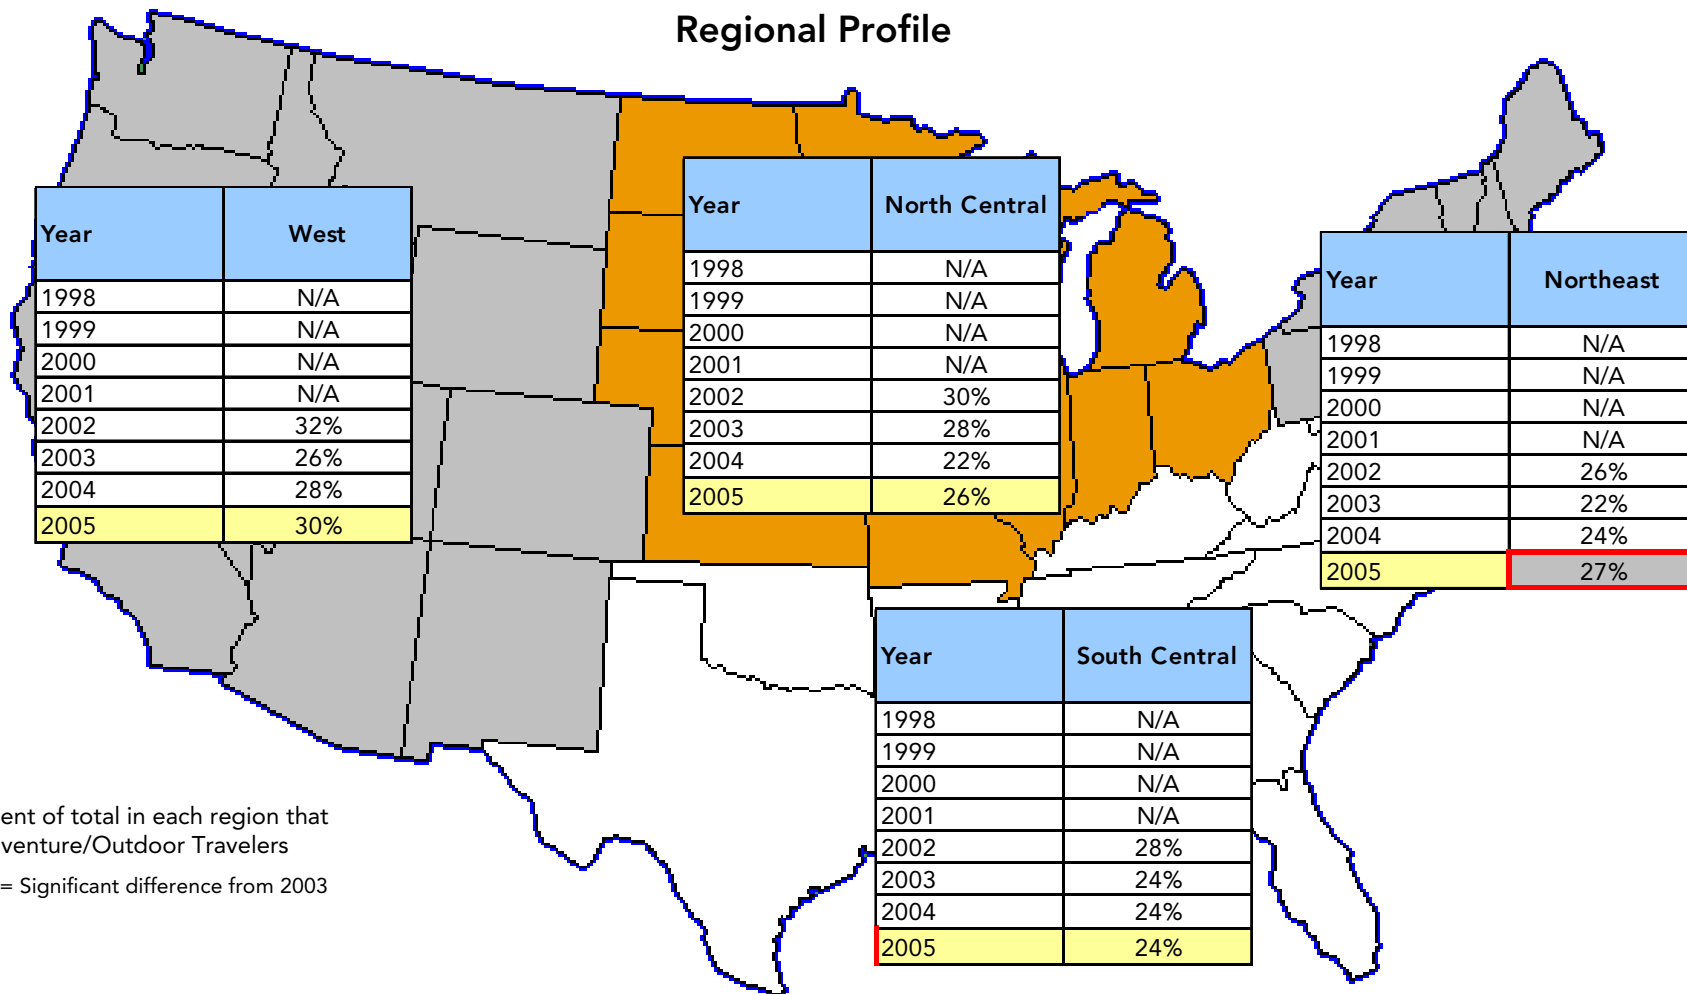 Regional Profile
Year West
1998 N/A
1999 N/A
2000 N/A
2001 N/A
2002 32%
2003 26%
2004 28%
2005 30%
Year North Central
1998 N/A
1999 N/A
2000 N/A
2001 N/A
2002 30%
2003 28%
2004 22%
2005 26%
Year Northeast
1998 N/A
1999 N/A
2000 N/A
2001 N/A
2002 26%
2003 22%
2004 24%
2005 27%
Year South Central
1998 N/A
1999 N/A
2000 N/A
2001 N/A
2002 28%
2003 24%
2004 24%
2005 24%
ent of total in each region that
venture/Outdoor Travelers
= Significant difference from 2003